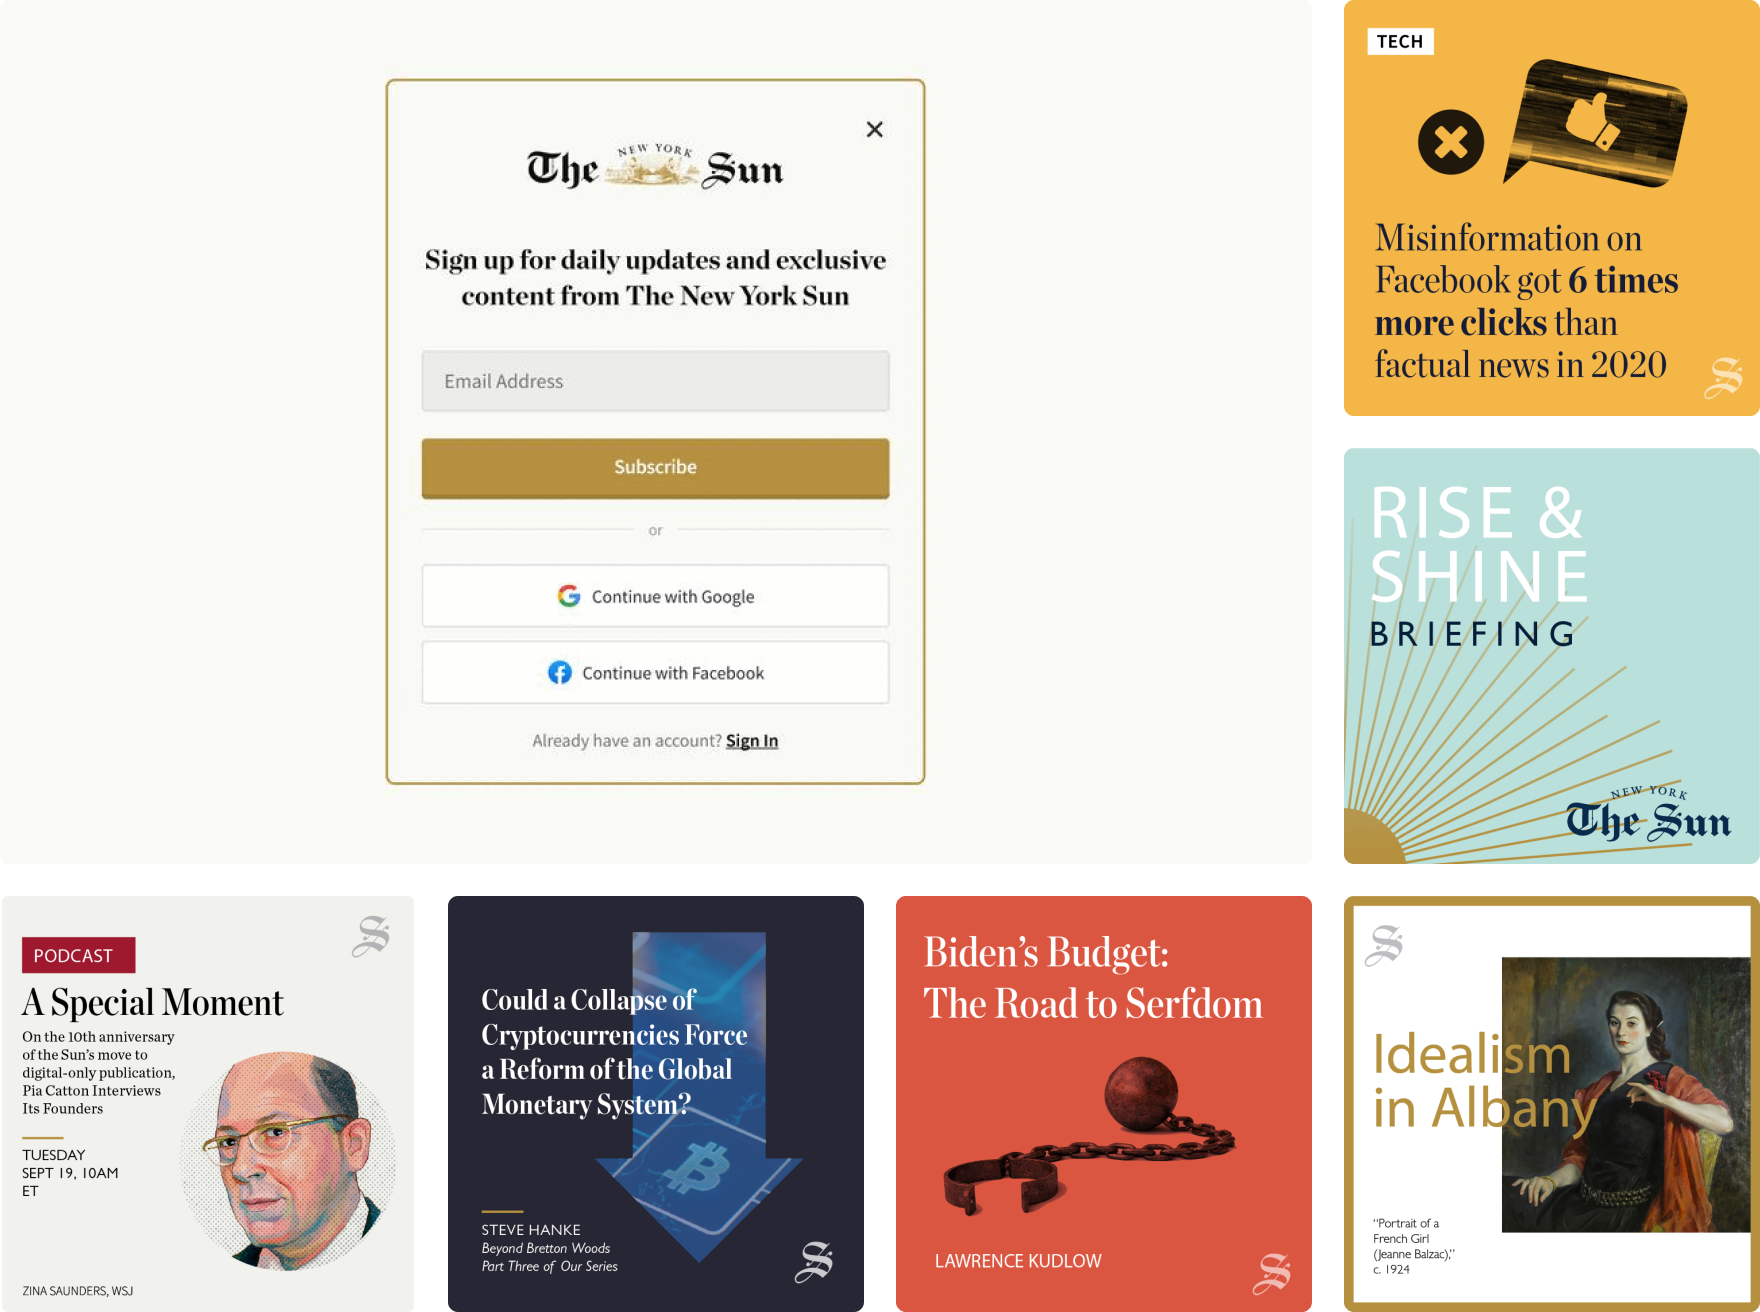 The NEW YORK Sun
Sign up for daily updates and exclusive
content from The New York Sun
Email Address
Subscribe
or
Continue with Google
Continue with Facebook
Already have an account? Sign In
TECH
Misinformation on
Facebook got 6 times
more clicks than
factual news in 2020
S
RISE &
SHINE
BRIEFING
NEW YORK
The Sun
S
PODCAST
A Special Moment
On the 10th anniversary
of the Sun’s move to
digital-only publication,
Pia Catton Interviews
Its Founders
TUESDAY
SEPT 19, 10AM
ET
ZINA SAUNDERS, WSJ
Could a Collapse of
Cryptocurrencies Force
a Reform of the Global
Monetary System?
STEVE HANKE
Beyond Bretton Woods
Part Three of Our Series
S
Biden’s Budget:
The Road to Serfdom
LAWRENCE KUDLOW
S
S
Idealism
in Albany
“Portrait of a
French Girl
(Jeanne Balzac),”
c. 1924